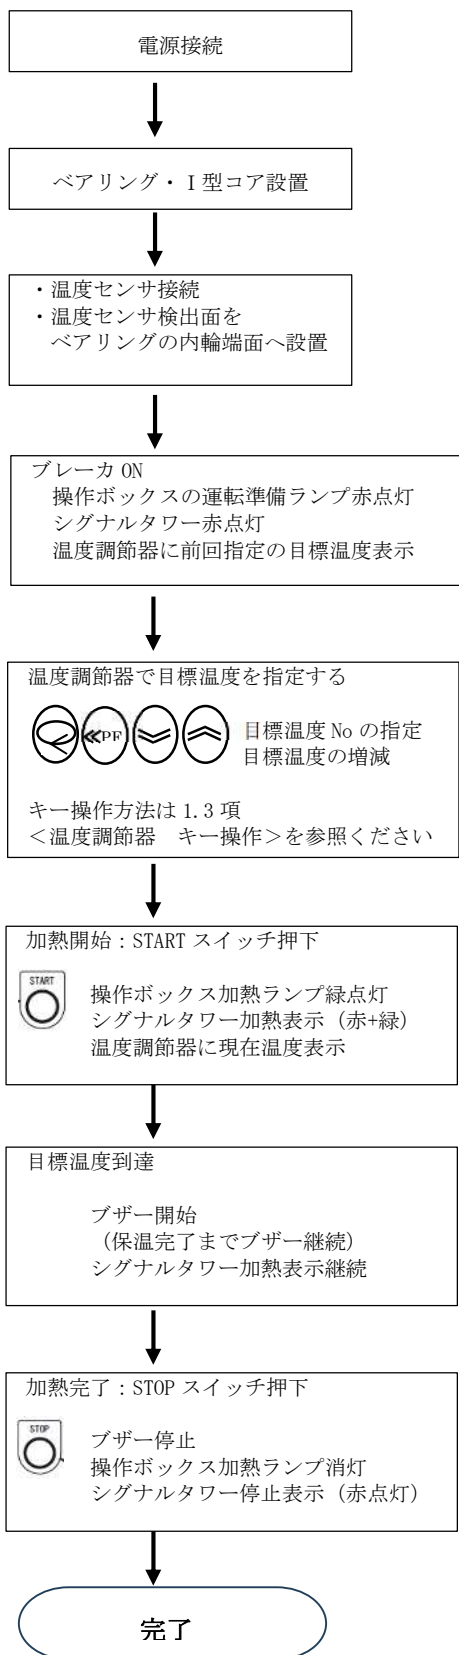 電源接続
ベアリング・Ⅰ型コア設置
・温度センサ接続
・温度センサ検出面を
ベアリングの内輪端面へ設置
ブレーカ ON
操作ボックスの運転準備ランプ赤点灯
シグナルタワー赤点灯
温度調節器に前回指定の目標温度表示
温度調節器で目標温度を指定する
≪PF
目標温度 No の指定
目標温度の増減
キー操作方法は 1.3 項
<温度調節器　キー操作>を参照ください
加熱開始：START スイッチ押下
START
操作ボックス加熱ランプ緑点灯
シグナルタワー加熱表示（赤+緑）
温度調節器に現在温度表示
目標温度到達
ブザー開始
（保温完了までブザー継続）
シグナルタワー加熱表示継続
加熱完了：STOP スイッチ押下
STOP
ブザー停止
操作ボックス加熱ランプ消灯
シグナルタワー停止表示（赤点灯）
完了